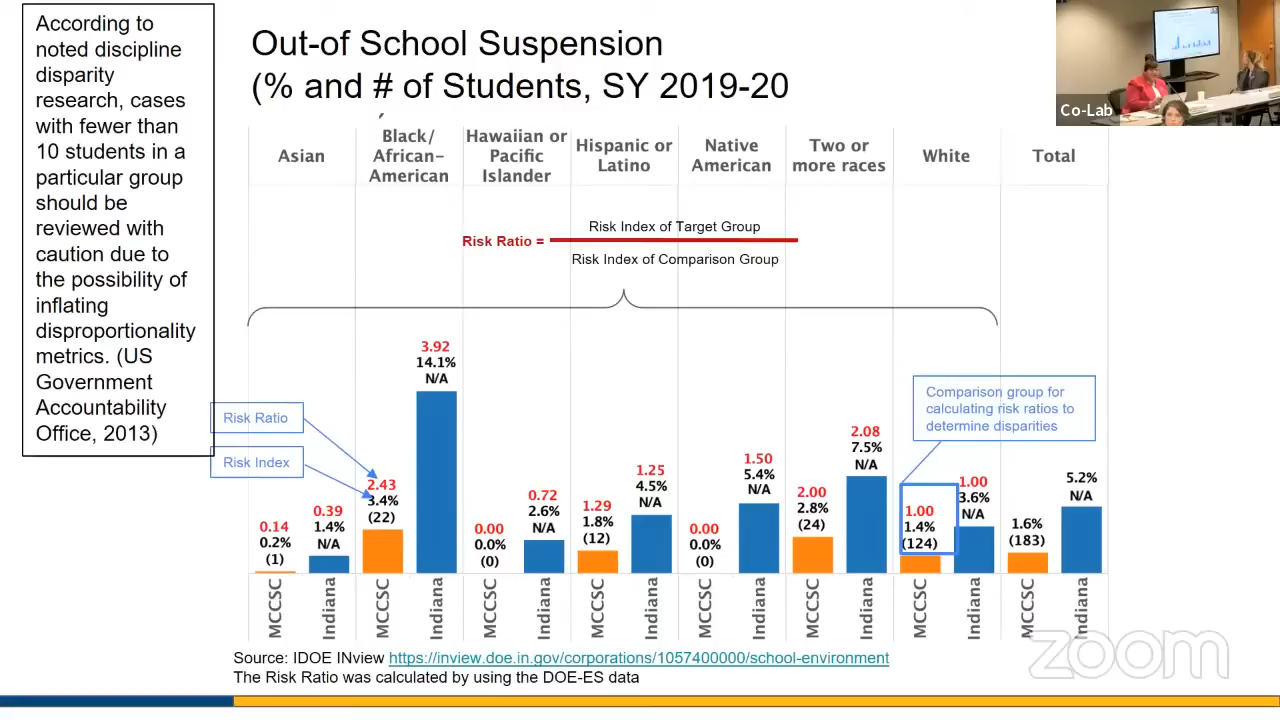 According to
noted discipline
disparity
research, cases
with fewer than
10 students in a
particular group
should be
reviewed with
caution due to
the possibility of
inflating
disproportionality
metrics. (US
Government
Accountability
Office, 2013)
Out-of School Suspension
(% and # of Students, SY 2019-20
Co-Lab
Asian
Black/
African-
American
Hawaiian or
Pacific
Islander
Hispanic or
Latino
Native
American
Two or
more races
White
Total
Risk Ratio =
Risk Index of Target Group
Risk Index of Comparison Group
Risk Ratio
Risk Index
Comparison group for
calculating risk ratios to
determine disparities
0.14
0.2%
(1)
0.39
1.4%
N/A
2.43
3.4%
(22)
3.92
14.1%
N/A
0.00
0.0%
(0)
0.72
2.6%
N/A
1.29
1.8%
(12)
1.25
4.5%
N/A
0.00
0.0%
(0)
1.50
5.4%
N/A
2.00
2.8%
(24)
2.08
7.5%
N/A
1.00
1.4%
(124)
1.00
3.6%
N/A
1.6%
(183)
5.2%
N/A
MCCSC
Indiana
MCCSC
Indiana
MCCSC
Indiana
MCCSC
Indiana
MCCSC
Indiana
MCCSC
Indiana
MCCSC
Indiana
MCCSC
Indiana
Source: IDOE INview https://inview.doe.in.gov/corporations/1057400000/school-environment
The Risk Ratio was calculated by using the DOE-ES data
zoom